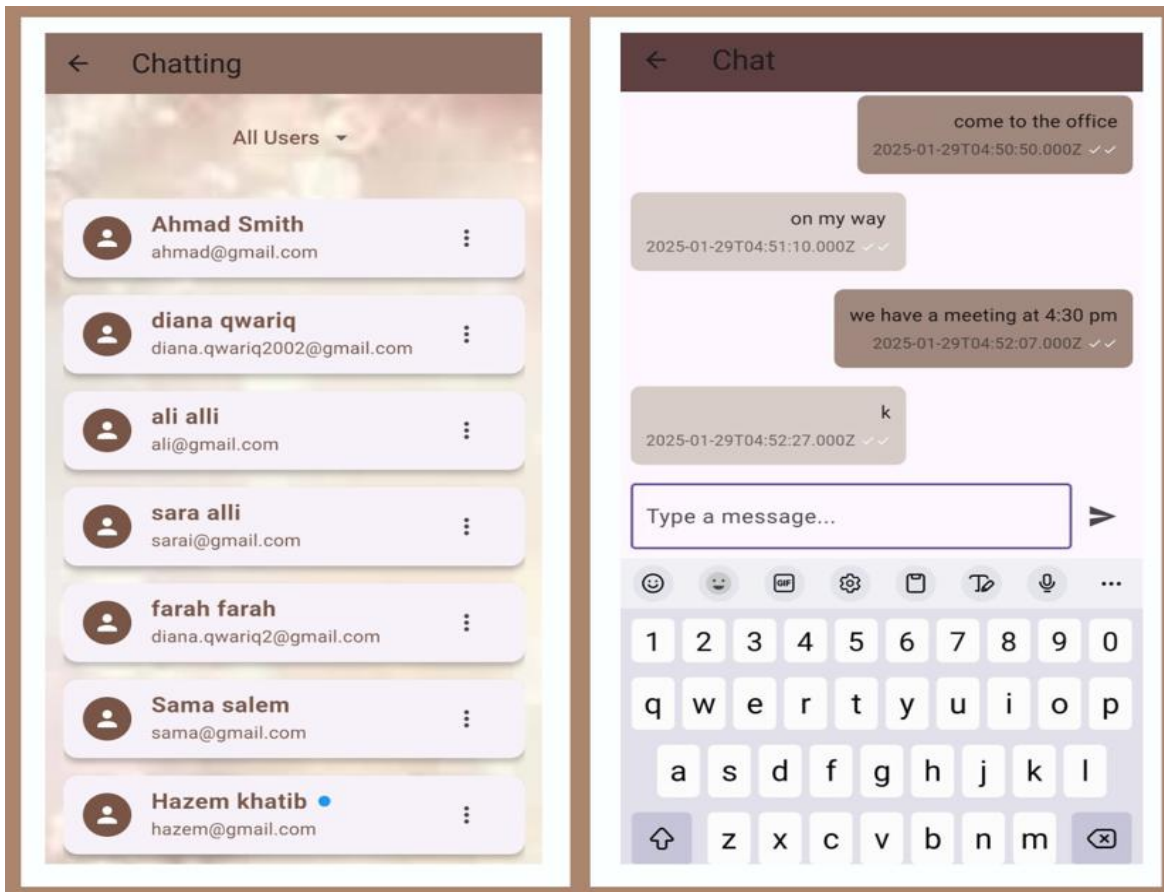 Chatting
All Users
Ahmad Smith
ahmad@gmail.com
diana qwariq
diana.qwariq2002@gmail.com
ali alli
ali@gmail.com
sara alli
sarai@gmail.com
farah farah
diana.qwariq2@gmail.com
Sama salem
sama@gmail.com
Hazem khatib
hazem@gmail.com
Chat
come to the office
2025-01-29T04:50:50.000Z
on my way
2025-01-29T04:51:10.000Z
we have a meeting at 4:30 pm
2025-01-29T04:52:07.000Z
k
2025-01-29T04:52:27.000Z
Type a message...
GIF
1 2 3 4 5 6 7 8 9 0
q w e r t y u i o p
a s d f g h j k l
z x c v b n m